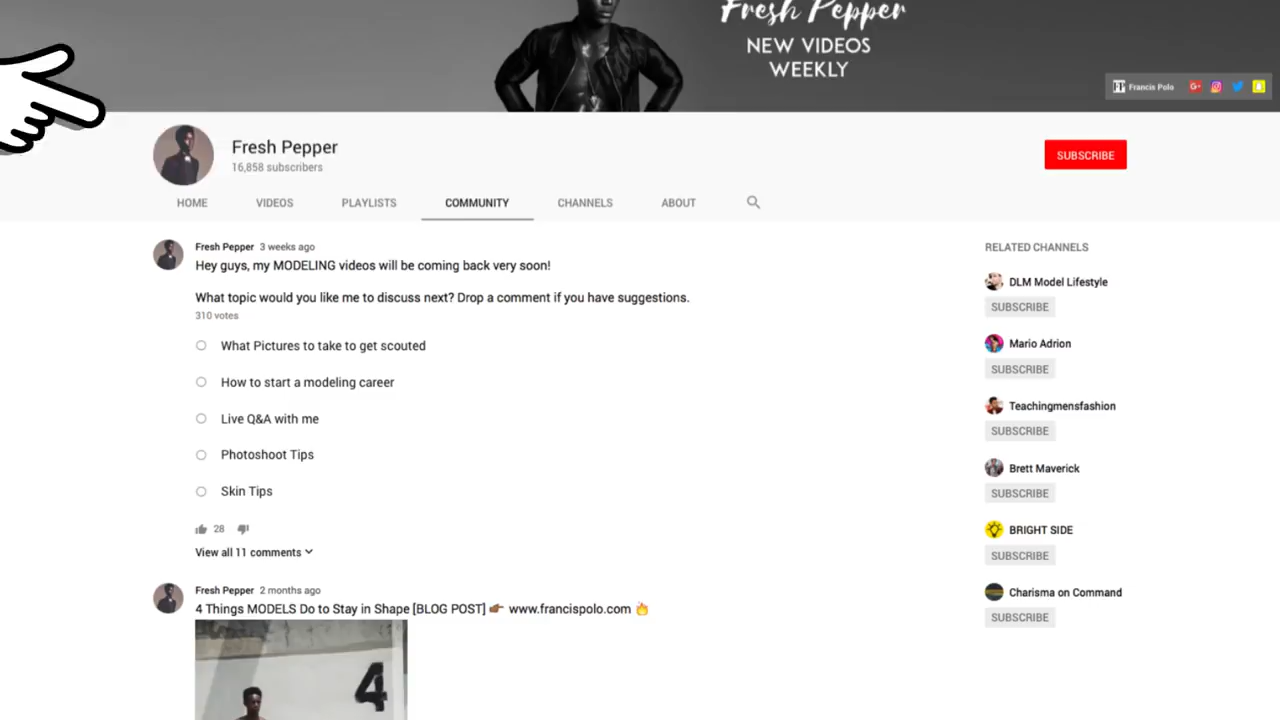 Fresh Pepper
NEW VIDEOS
WEEKLY
Francis Polo
Fresh Pepper
16,858 subscribers
SUBSCRIBE
HOME VIDEOS PLAYLISTS COMMUNITY CHANNELS ABOUT
Fresh Pepper 3 weeks ago
Hey guys, my MODELING videos will be coming back very soon!
What topic would you like me to discuss next? Drop a comment if you have suggestions.
310 votes
What Pictures to take to get scouted
How to start a modeling career
Live Q&A with me
Photoshoot Tips
Skin Tips
28
View all 11 comments
Fresh Pepper 2 months ago
4 Things MODELS Do to Stay in Shape [BLOG POST] 👉🏾 www.francispolo.com 🔥
4
RELATED CHANNELS
DLM Model Lifestyle
SUBSCRIBE
Mario Adrion
SUBSCRIBE
Teachingmensfashion
SUBSCRIBE
Brett Maverick
SUBSCRIBE
BRIGHT SIDE
SUBSCRIBE
Charisma on Command
SUBSCRIBE